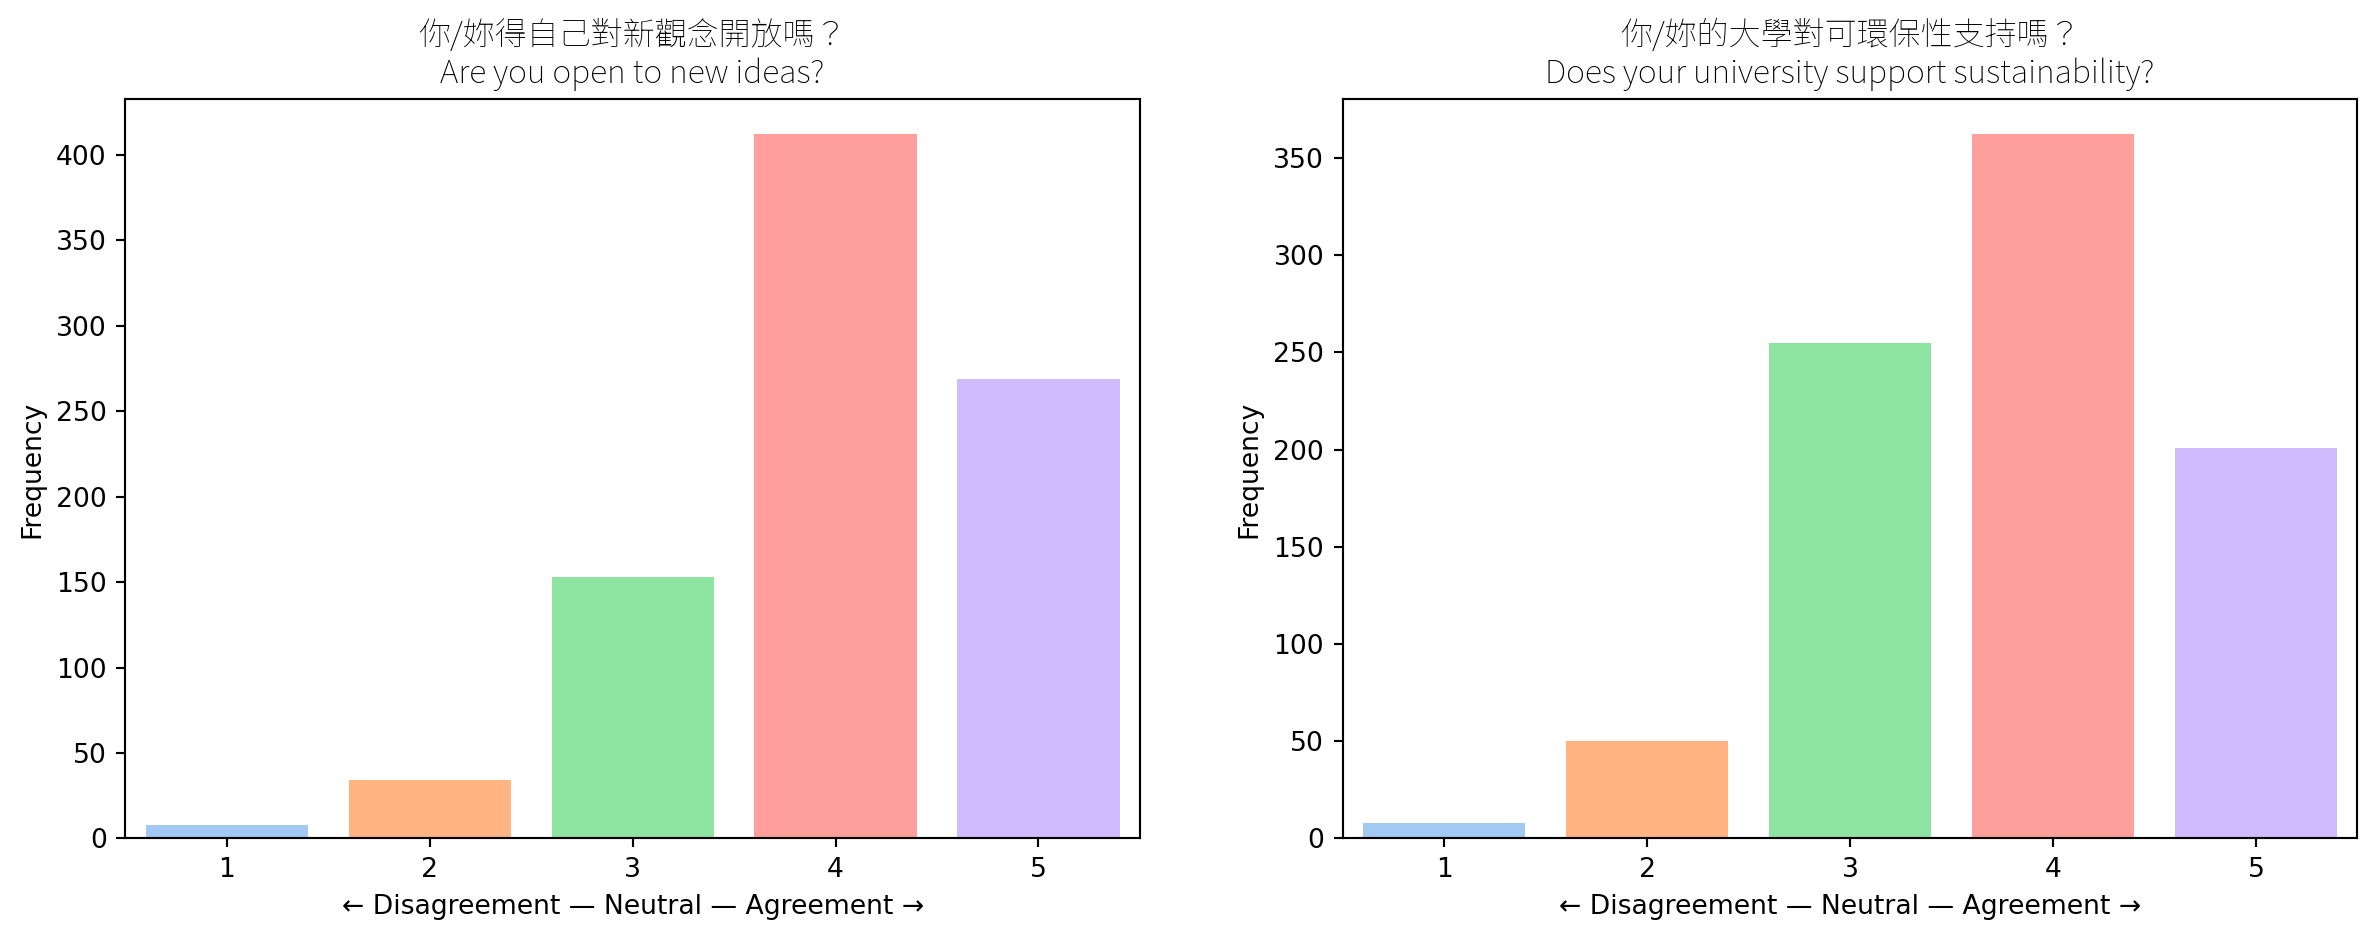 你/妳得自己對新觀念開放嗎？
Are you open to new ideas?
400
350
300
250
200
150
100
50
0
Frequency
1 2 3 4 5
← Disagreement — Neutral — Agreement →
你/妳的大學對可環保性支持嗎？
Does your university support sustainability?
350
300
250
200
150
100
50
0
Frequency
1 2 3 4 5
← Disagreement — Neutral — Agreement →